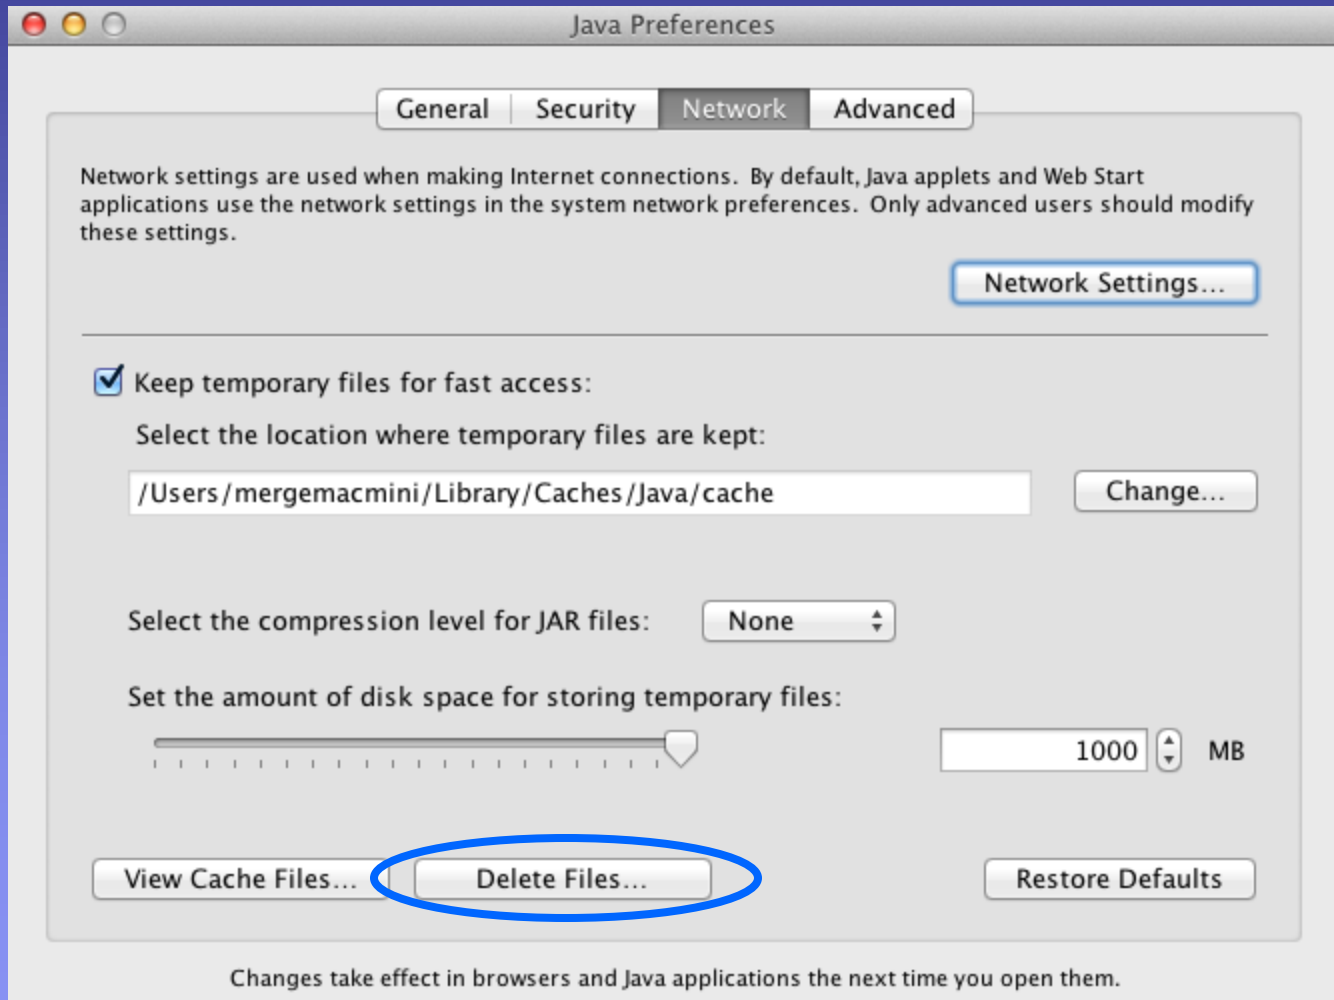 Java Preferences
General Security Network Advanced
Network settings are used when making Internet connections. By default, Java applets and Web Start
applications use the network settings in the system network preferences. Only advanced users should modify
these settings.
Network Settings...
Keep temporary files for fast access:
Select the location where temporary files are kept:
/Users/mergemacmini/Library/Caches/Java/cache Change...
Select the compression level for JAR files: None
Set the amount of disk space for storing temporary files:
1000 MB
View Cache Files... Delete Files... Restore Defaults
Changes take effect in browsers and Java applications the next time you open them.